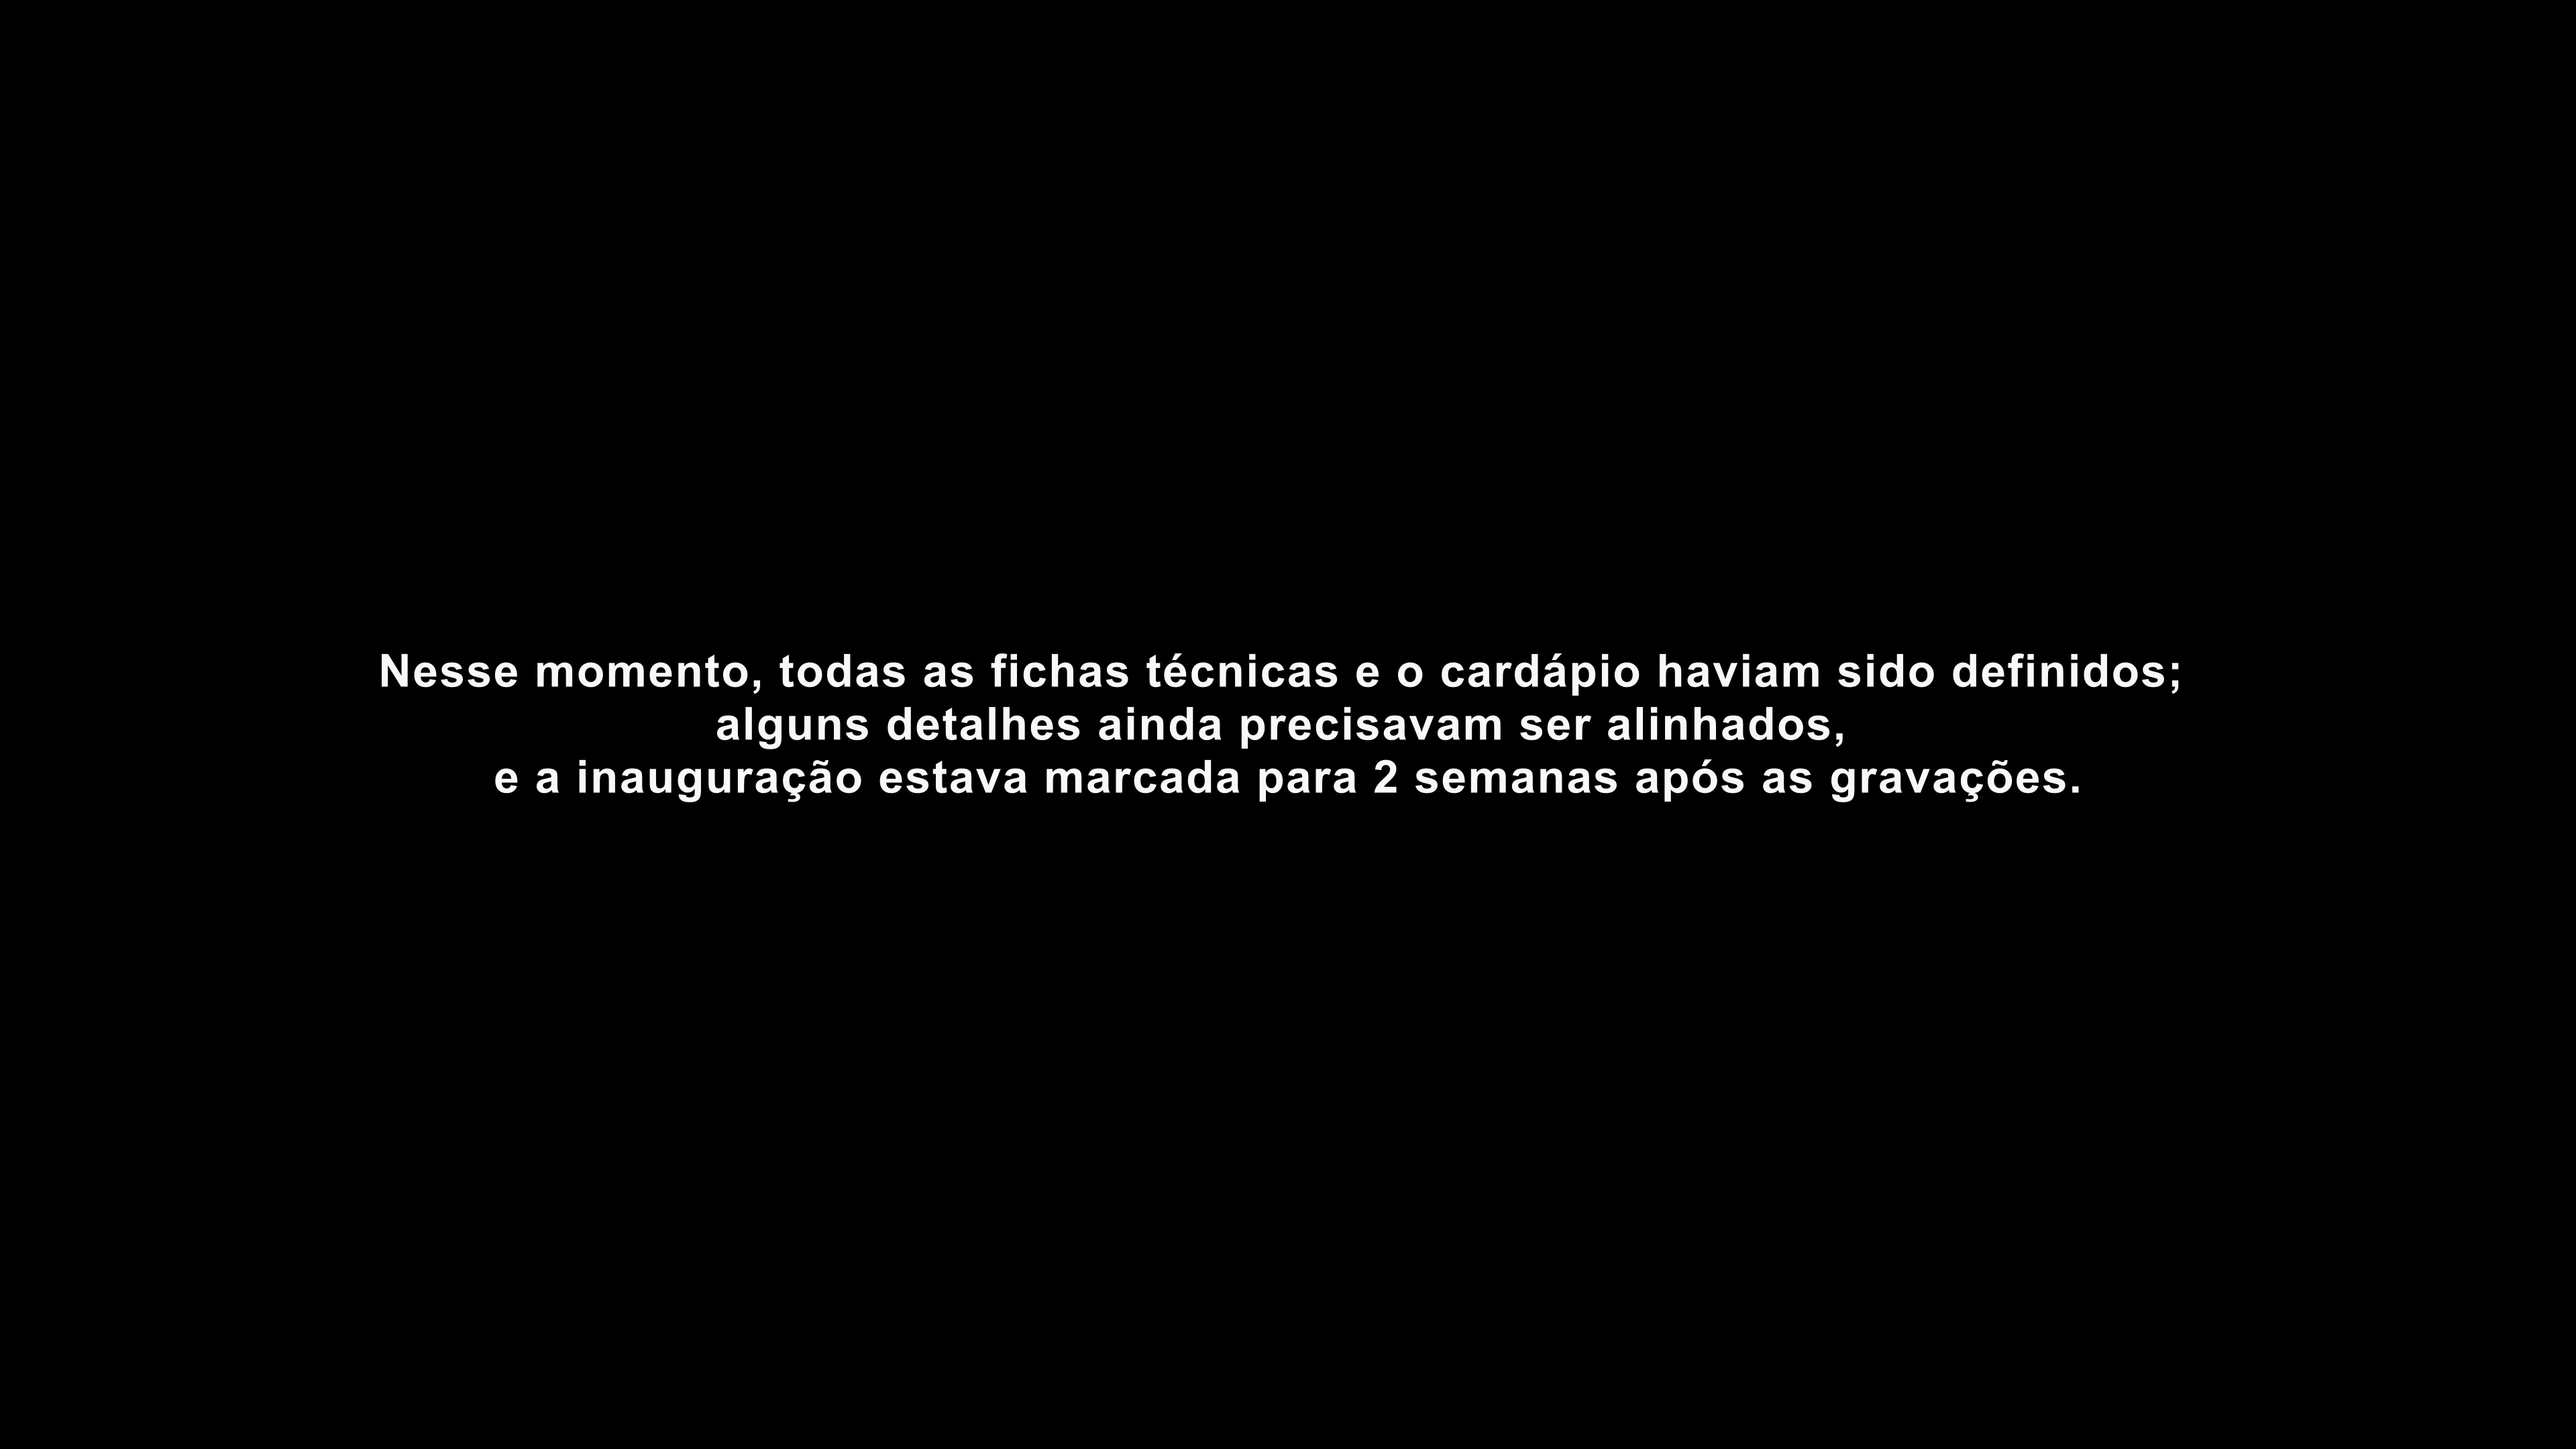 Nesse momento, todas as fichas técnicas e o cardápio haviam sido definidos;
alguns detalhes ainda precisavam ser alinhados,
e a inauguração estava marcada para 2 semanas após as gravações.